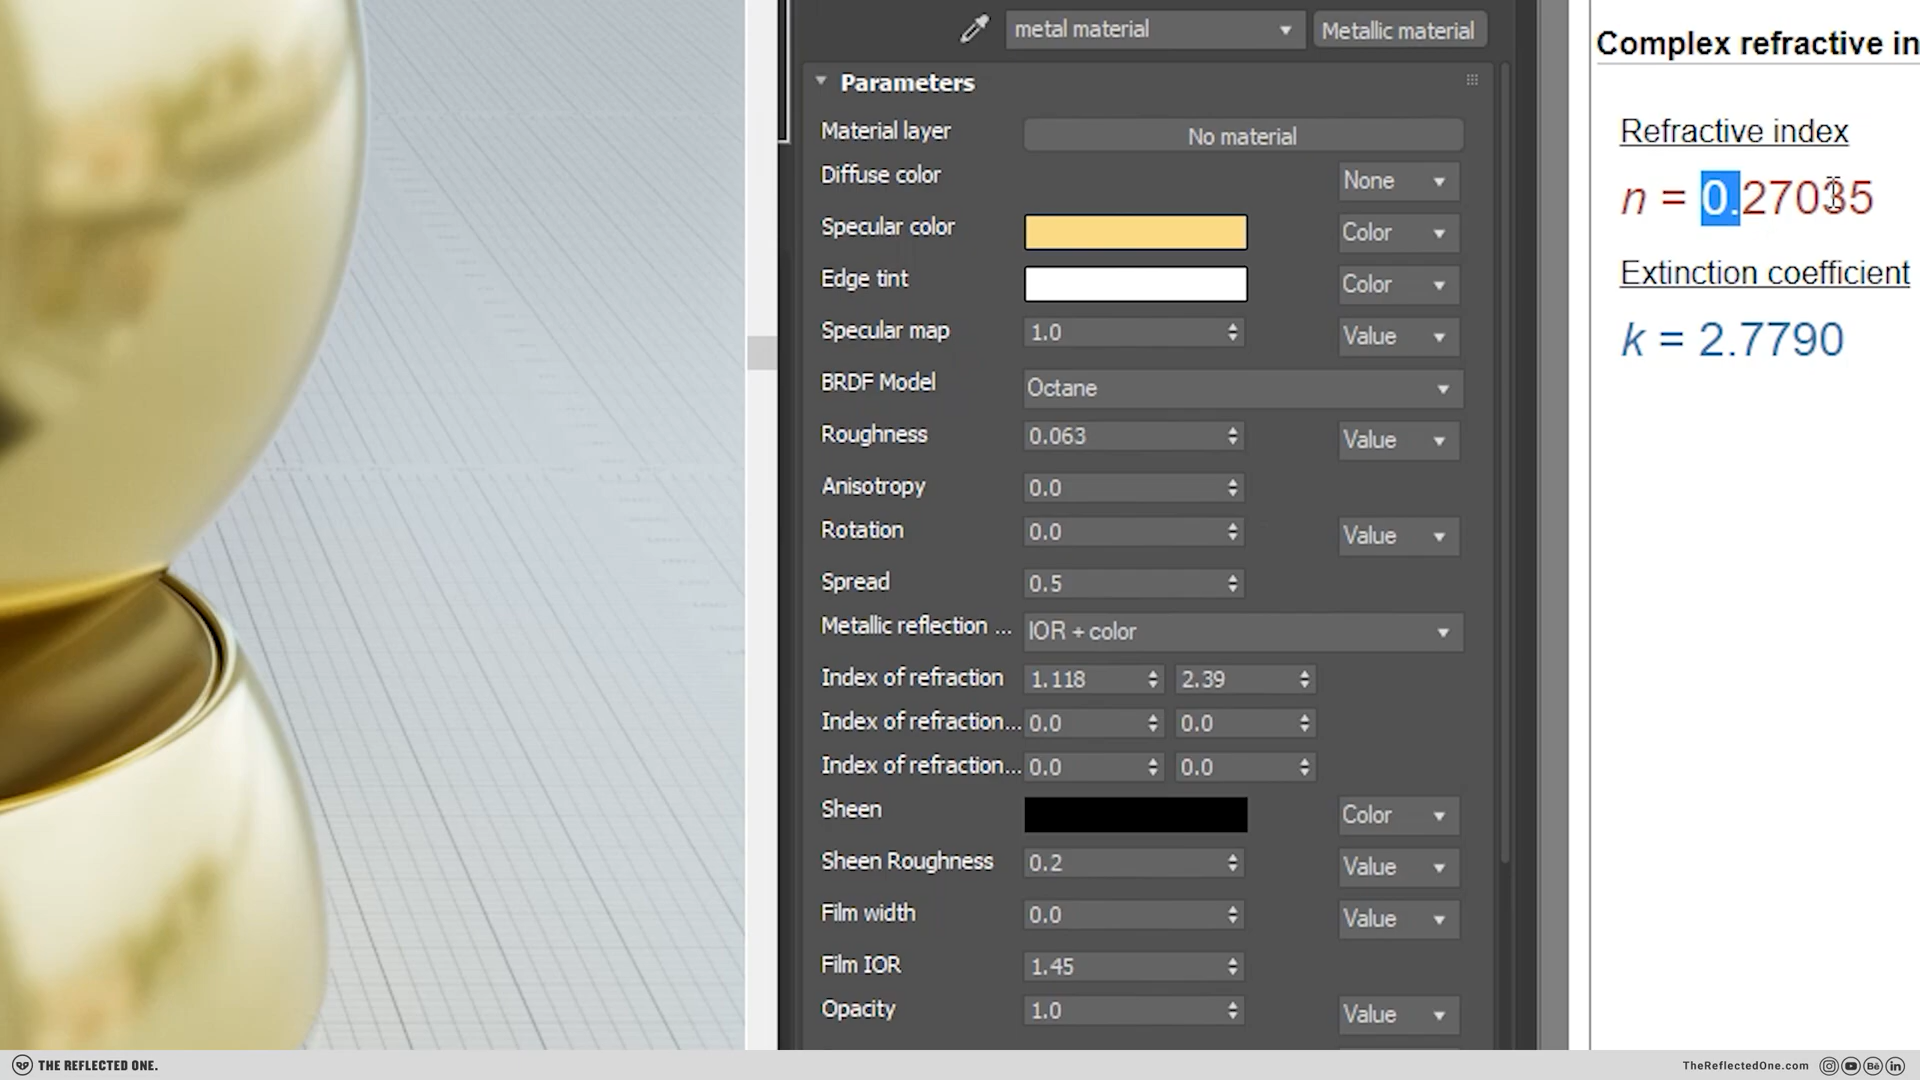 metal material Metallic material
Parameters
Material layer No material
Diffuse color None
Specular color Color
Edge tint Color
Specular map 1.0 Value
BRDF Model Octane
Roughness 0.063 Value
Anisotropy 0.0
Rotation 0.0 Value
Spread 0.5
Metallic reflection ... IOR + color
Index of refraction 1.118 2.39
Index of refraction... 0.0 0.0
Index of refraction... 0.0 0.0
Sheen Color
Sheen Roughness 0.2 Value
Film width 0.0 Value
Film IOR 1.45
Opacity 1.0 Value
Complex refractive in
Refractive index
n = 0.27035
Extinction coefficient
k = 2.7790
THE REFLECTED ONE.
TheReflectedOne.com